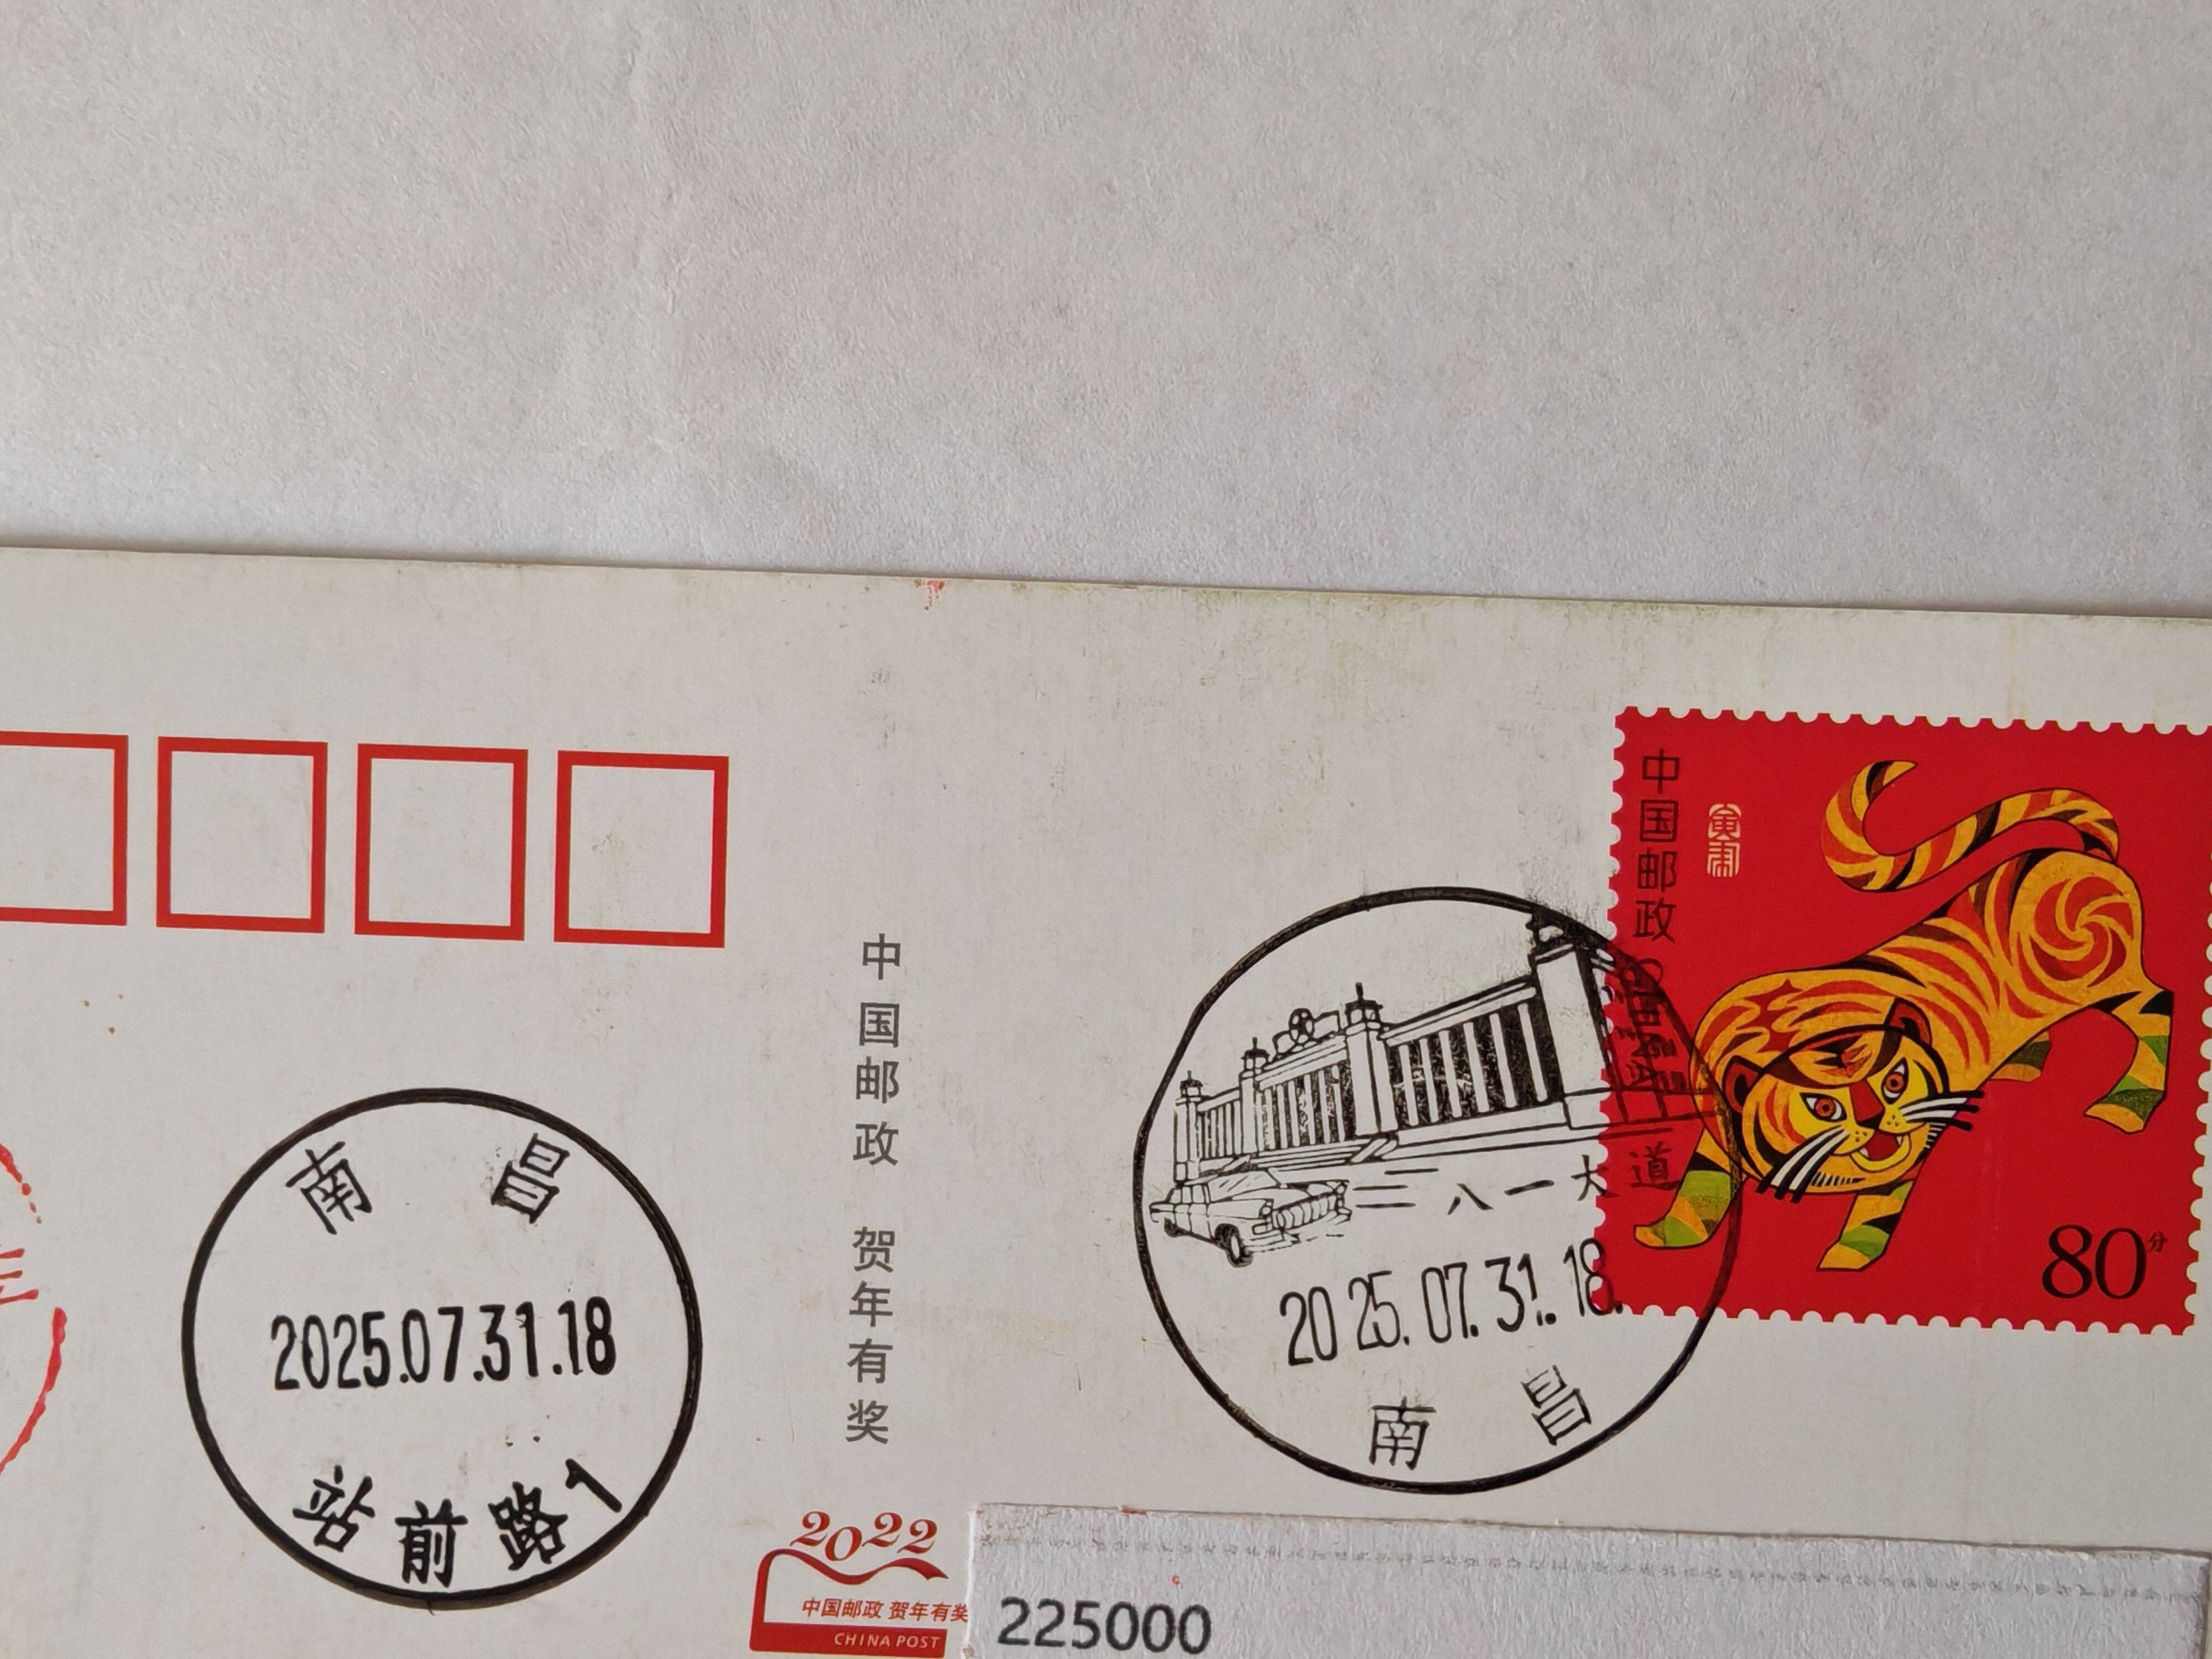 中国邮政
寅虎
80分
中国邮政 贺年有奖
八一大道
2025.07.31.18.
南昌
南昌
2025.07.31.18
站前路1
2022
中国邮政 贺年有奖
CHINA POST
225000